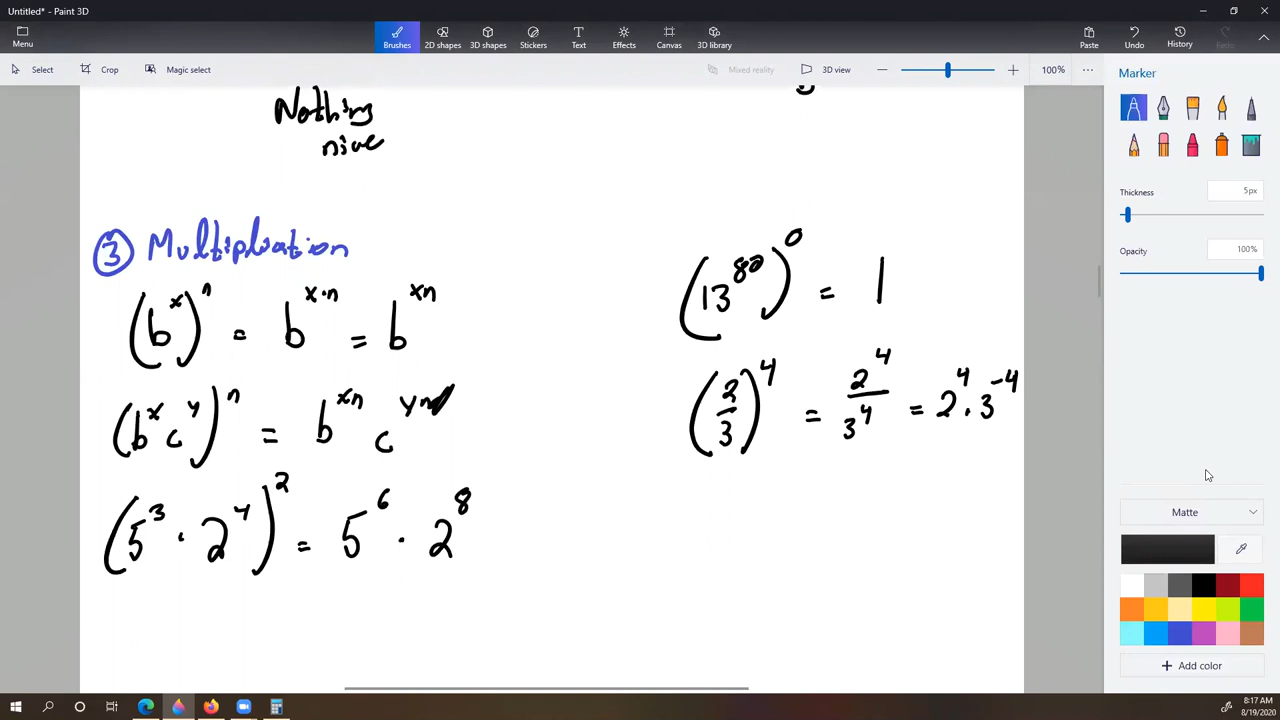 Untitled* - Paint 3D
Menu
Brushes
2D shapes
3D shapes
Stickers
Text
Effects
Canvas
3D library
Paste
Undo
History
Redo
Select
Crop
Magic select
Mixed reality
3D view
100%
Nothing
nice
③ Multiplication
(b^x)^n = b^{x·n} = b^{xn}
(b^x c^y)^n = b^{xn} c^{yn}
(5^3 · 2^4)^2 = 5^6 · 2^8
(13^{82})^0 = 1
(2/3)^4 = 2^4/3^4 = 2^4 · 3^{-4}
Marker
Thickness
5px
Opacity
100%
Matte
Add color
8:17 AM
8/19/2020